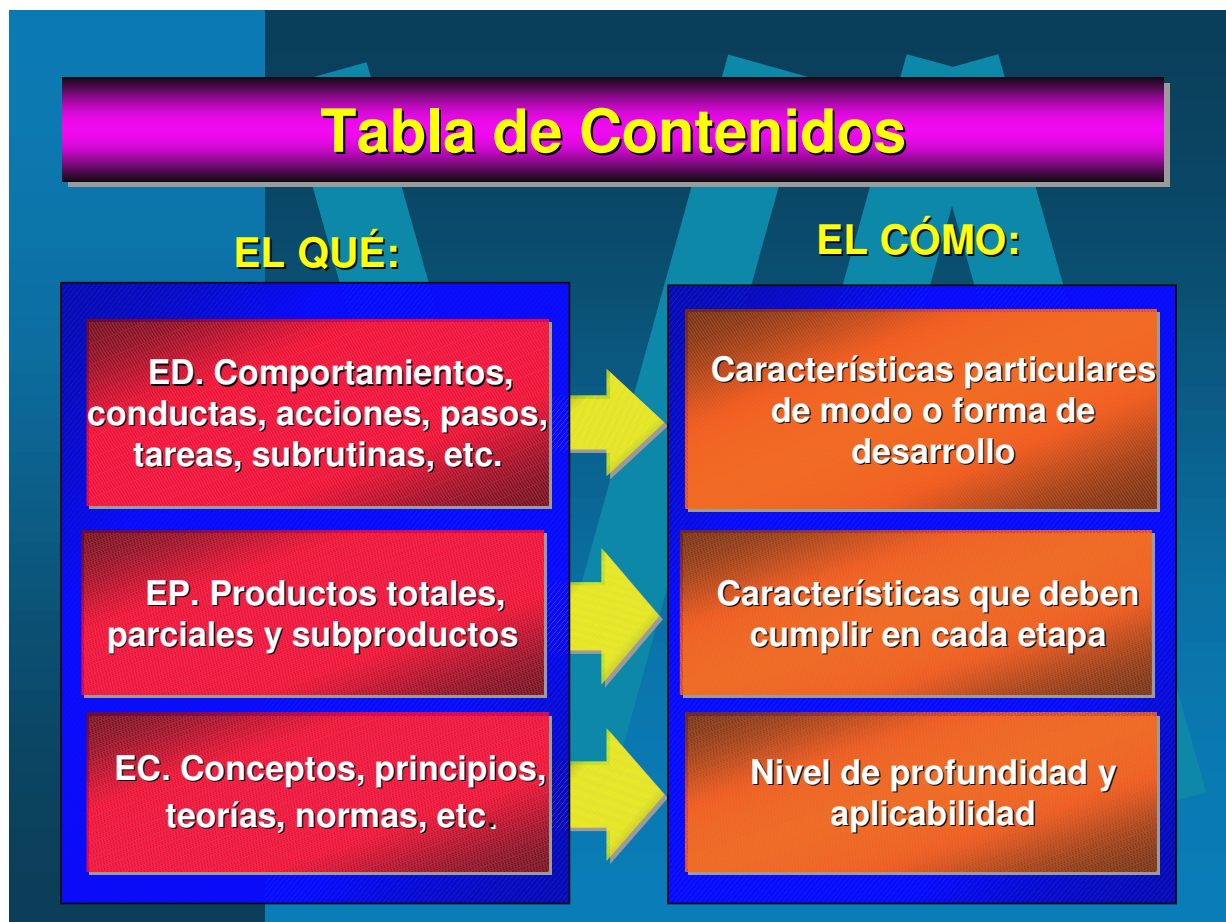 Tabla de Contenidos
EL QUÉ:
EL CÓMO:
ED. Comportamientos,
conductas, acciones, pasos,
tareas, subrutinas, etc.
Características particulares
de modo o forma de
desarrollo
EP. Productos totales,
parciales y subproductos
Características que deben
cumplir en cada etapa
EC. Conceptos, principios,
teorías, normas, etc.
Nivel de profundidad y
aplicabilidad